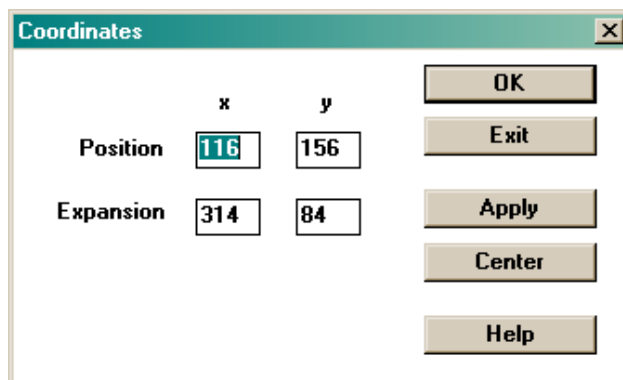 Coordinates
x y
Position 116 156
Expansion 314 84
OK
Exit
Apply
Center
Help